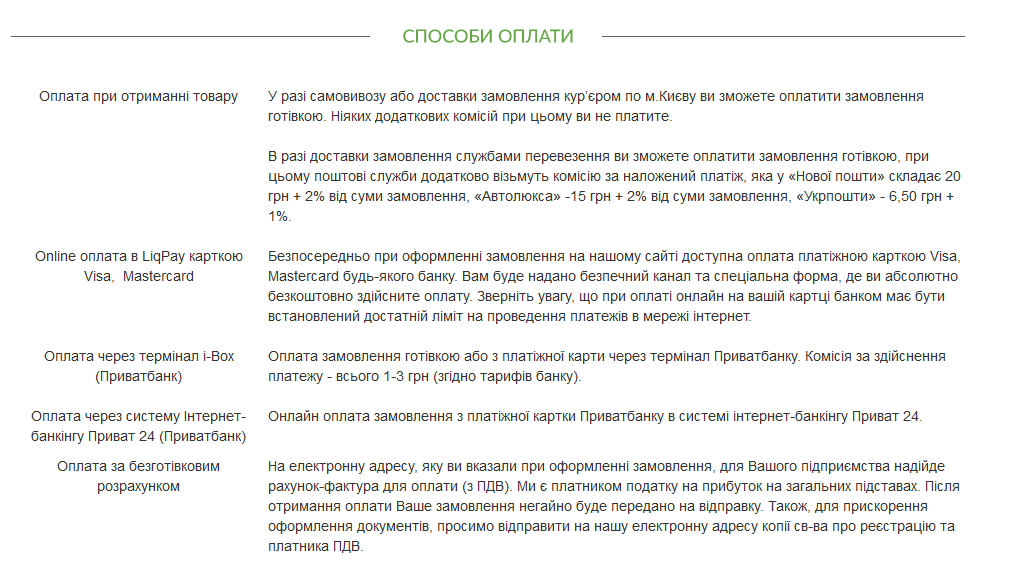 СПОСОБИ ОПЛАТИ
Оплата при отриманні товару
У разі самовивозу або доставки замовлення кур'єром по м.Києву ви зможете оплатити замовлення
готівкою. Ніяких додаткових комісій при цьому ви не платите.
В разі доставки замовлення службами перевезення ви зможете оплатити замовлення готівкою, при
цьому поштові служби додатково візьмуть комісію за наложений платіж, яка у «Нової пошти» складає 20
грн + 2% від суми замовлення, «Автолюкса» -15 грн + 2% від суми замовлення, «Укрпошти» - 6,50 грн +
1%.
Online оплата в LiqPay карткою
Visa,  Mastercard
Безпосередньо при оформленні замовлення на нашому сайті доступна оплата платіжною карткою Visa,
Mastercard будь-якого банку. Вам буде надано безпечний канал та спеціальна форма, де ви абсолютно
безкоштовно здійсните оплату. Зверніть увагу, що при оплаті онлайн на вашій картці банком має бути
встановлений достатній ліміт на проведення платежів в мережі інтернет.
Оплата через термінал i-Box
(Приватбанк)
Оплата замовлення готівкою або з платіжної карти через термінал Приватбанку. Комісія за здійснення
платежу - всього 1-3 грн (згідно тарифів банку).
Оплата через систему Інтернет-
банкінгу Приват 24 (Приватбанк)
Онлайн оплата замовлення з платіжної картки Приватбанку в системі інтернет-банкінгу Приват 24.
Оплата за безготівковим
розрахунком
На електронну адресу, яку ви вказали при оформленні замовлення, для Вашого підприємства надійде
рахунок-фактура для оплати (з ПДВ). Ми є платником податку на прибуток на загальних підставах. Після
отримання оплати Ваше замовлення негайно буде передано на відправку. Також, для прискорення
оформлення документів, просимо відправити на нашу електронну адресу копії св-ва про реєстрацію та
платника ПДВ.